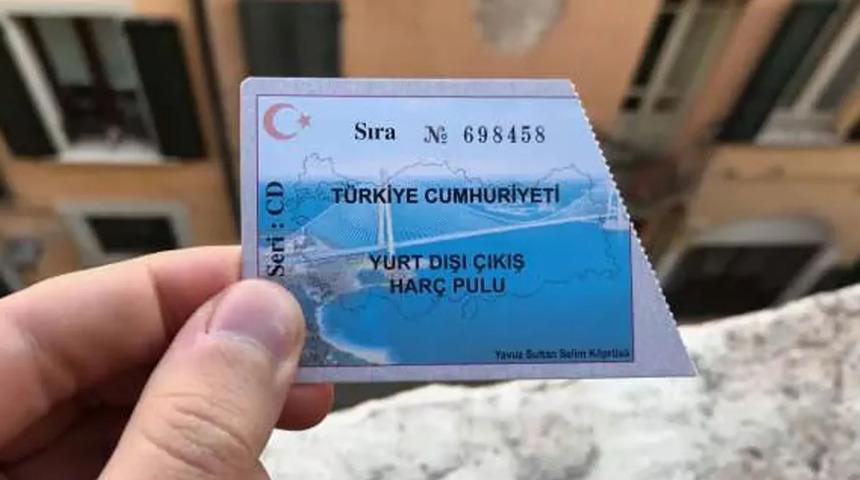 Sıra № 698458
Seri : CD
TÜRKİYE CUMHURİYETİ
YURT DIŞI ÇIKIŞ
HARÇ PULU
Yavuz Sultan Selim Köprüsü